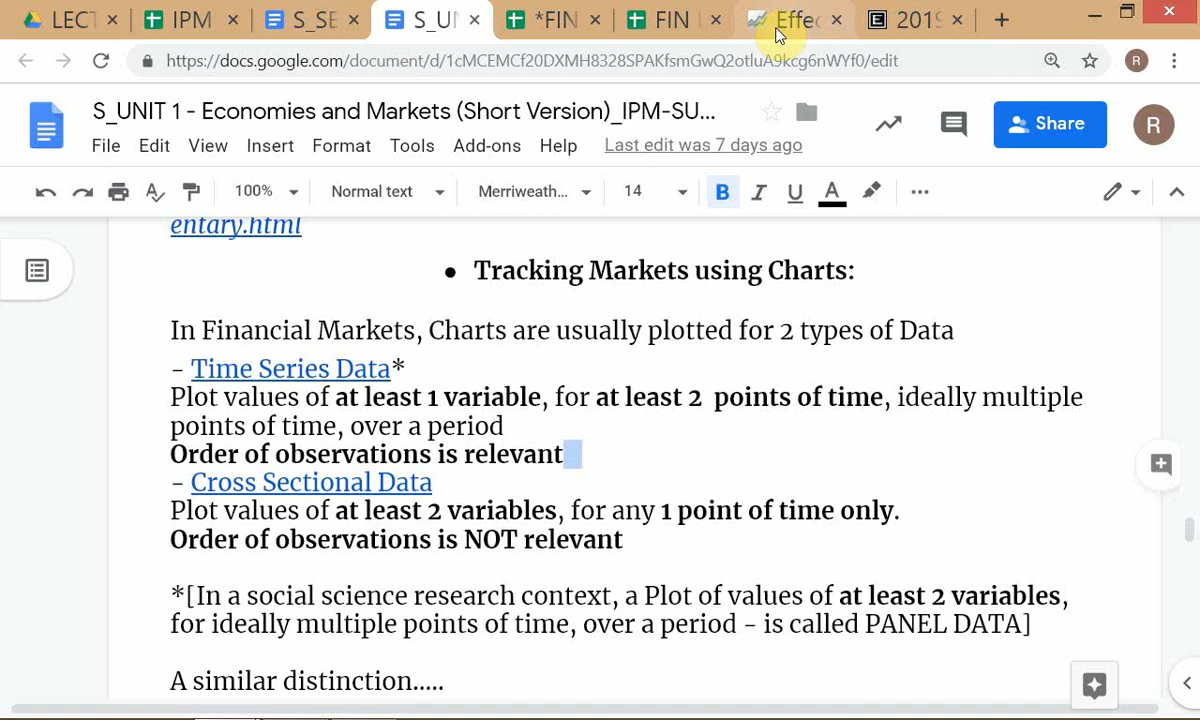 LECT IPM S_SE S_UN *FIN FIN Effe 2019
https://docs.google.com/document/d/1cMCEMCf20DXMH8328SPAKfsmGwQ2otluA9kcg6nWYf0/edit R
S_UNIT 1 - Economies and Markets (Short Version)_IPM-SU...
Share R
File Edit View Insert Format Tools Add-ons Help Last edit was 7 days ago
100% Normal text Merriweath... 14 B I U A
entary.html
● Tracking Markets using Charts:
In Financial Markets, Charts are usually plotted for 2 types of Data
- Time Series Data*
Plot values of at least 1 variable, for at least 2 points of time, ideally multiple
points of time, over a period
Order of observations is relevant
- Cross Sectional Data
Plot values of at least 2 variables, for any 1 point of time only.
Order of observations is NOT relevant
*[In a social science research context, a Plot of values of at least 2 variables,
for ideally multiple points of time, over a period - is called PANEL DATA]
A similar distinction.....